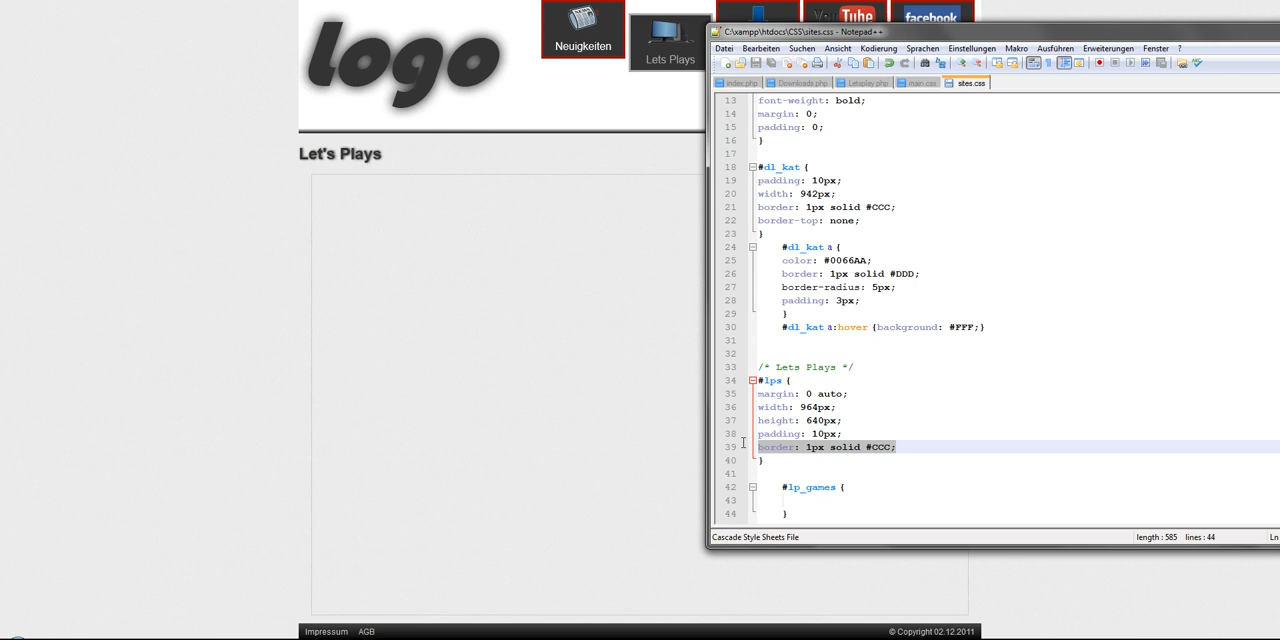 logo
Neuigkeiten
Lets Plays
You Tube
facebook
Let's Plays
Impressum AGB
© Copyright 02.12.2011
C:\xampp\htdocs\CSS\sites.css - Notepad++
Datei Bearbeiten Suchen Ansicht Kodierung Sprachen Einstellungen Makro Ausführen Erweiterungen Fenster ?
index.php Downloads.php Letsplay.php main.css sites.css
13 font-weight: bold;
14 margin: 0;
15 padding: 0;
16 }
17
18 #dl_kat {
19 padding: 10px;
20 width: 942px;
21 border: 1px solid #CCC;
22 border-top: none;
23 }
24 #dl_kat a {
25 color: #0066AA;
26 border: 1px solid #DDD;
27 border-radius: 5px;
28 padding: 3px;
29 }
30 #dl_kat a:hover {background: #FFF;}
31
32
33 /* Lets Plays */
34 #lps {
35 margin: 0 auto;
36 width: 964px;
37 height: 640px;
38 padding: 10px;
39 border: 1px solid #CCC;
40 }
41
42 #lp_games {
43
44 }
Cascade Style Sheets File length : 585 lines : 44 Ln